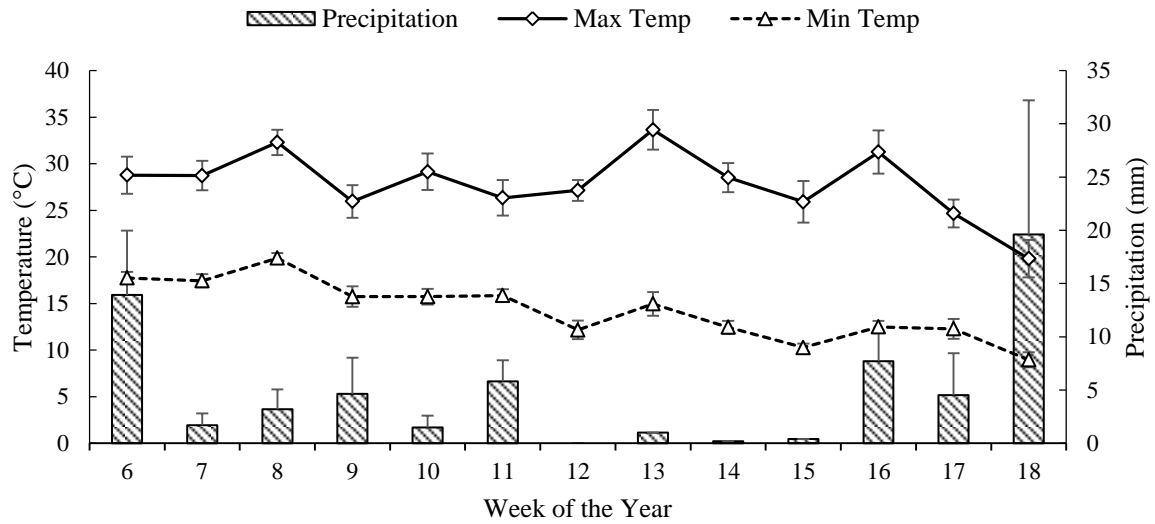 Precipitation Max Temp Min Temp
40 35
35 30
30 25
25 20
20 15
15 10
10 5
5 0
0
Temperature (°C)
Precipitation (mm)
6 7 8 9 10 11 12 13 14 15 16 17 18
Week of the Year